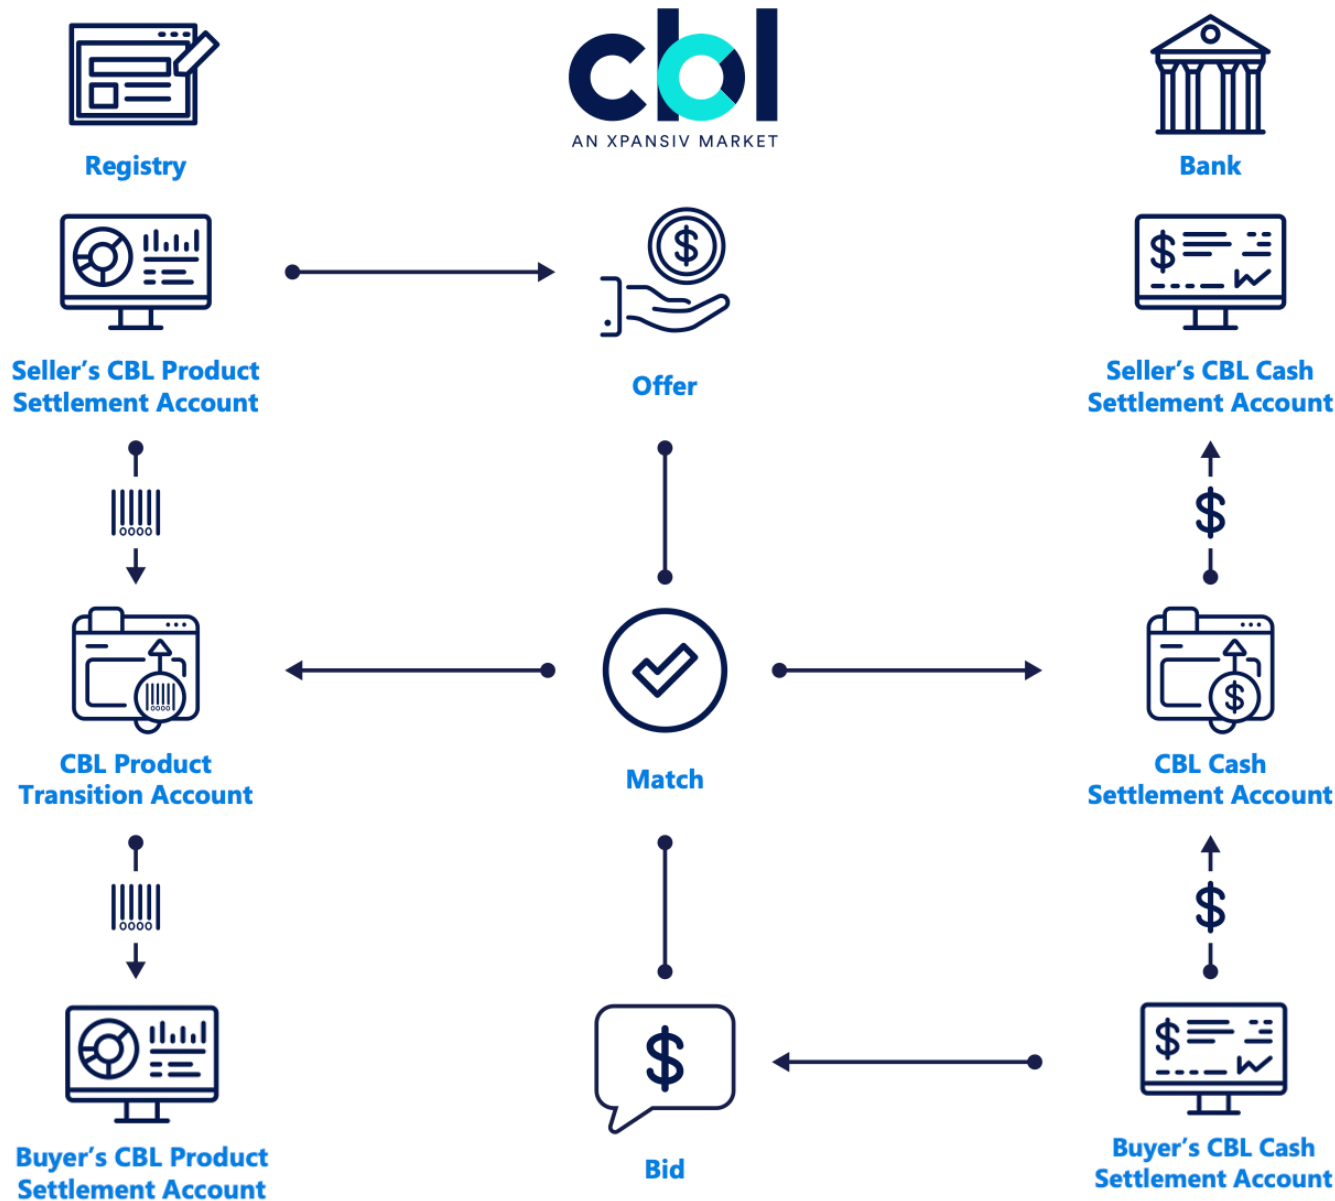 cbl
AN XPANSIV MARKET
Registry
Bank
$
$
Seller’s CBL Product
Settlement Account
Offer
Seller’s CBL Cash
Settlement Account
0000
$
0000
$
CBL Product
Transition Account
Match
CBL Cash
Settlement Account
0000
$
$
$
Buyer’s CBL Product
Settlement Account
Bid
Buyer’s CBL Cash
Settlement Account